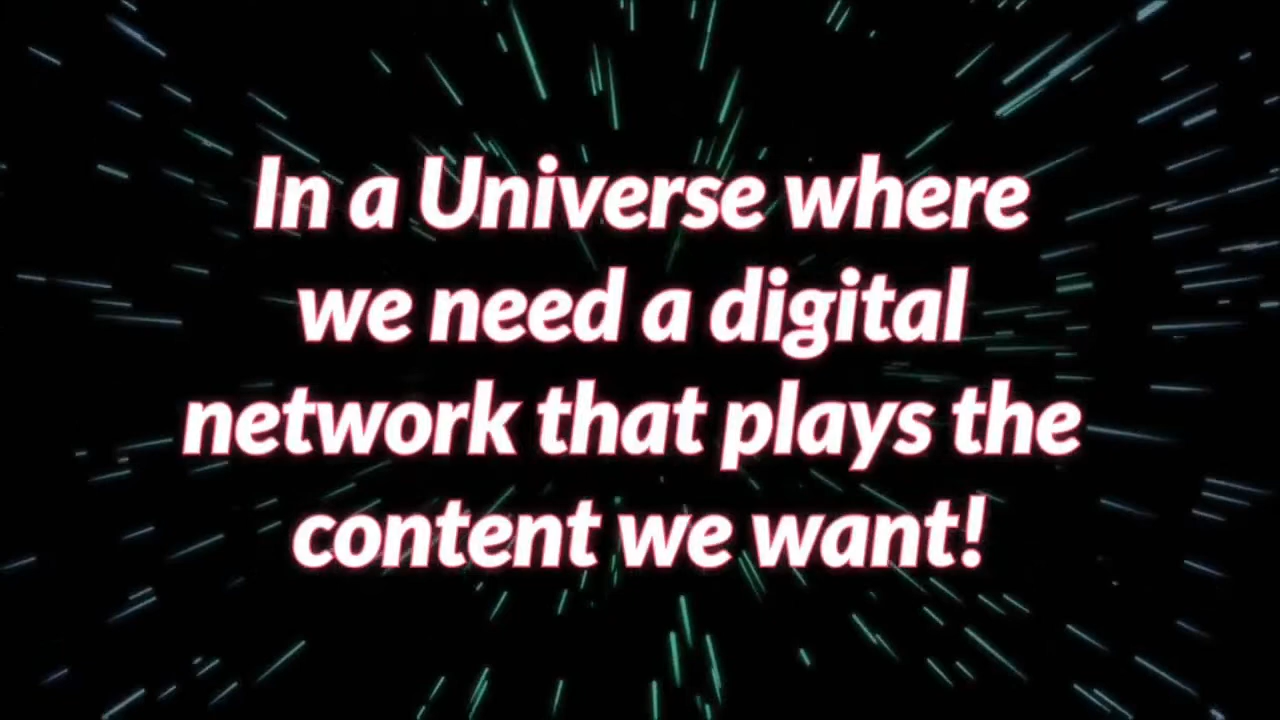 In a Universe where
we need a digital
network that plays the
content we want!